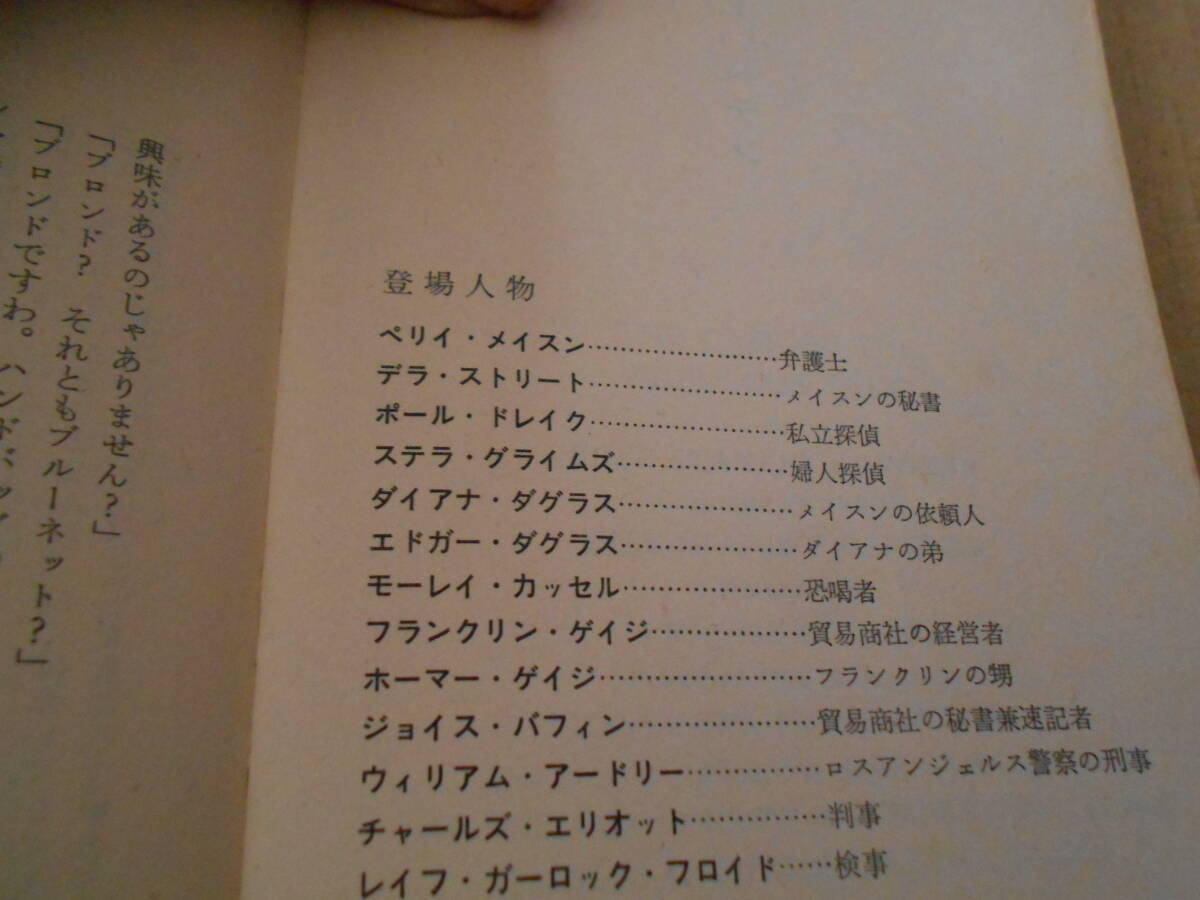 登場人物
ペリイ・メイスン……………………弁護士
デラ・ストリート……………………メイスンの秘書
ポール・ドレイク……………………私立探偵
ステラ・グライムズ…………………婦人探偵
ダイアナ・ダグラス…………………メイスンの依頼人
エドガー・ダグラス…………………ダイアナの弟
モーレイ・カッセル…………………恐喝者
フランクリン・ゲイジ………………貿易商社の経営者
ホーマー・ゲイジ……………………フランクリンの甥
ジョイス・バフィン…………………貿易商社の秘書兼速記者
ウィリアム・アードリー……………ロスアンジェルス警察の刑事
チャールズ・エリオット……………判事
レイフ・ガーロック・フロイド……検事
興味があるのじゃありません？」
「ブロンド？　それともブルーネット？」
「ブロンドですわ。ハンドバッグ